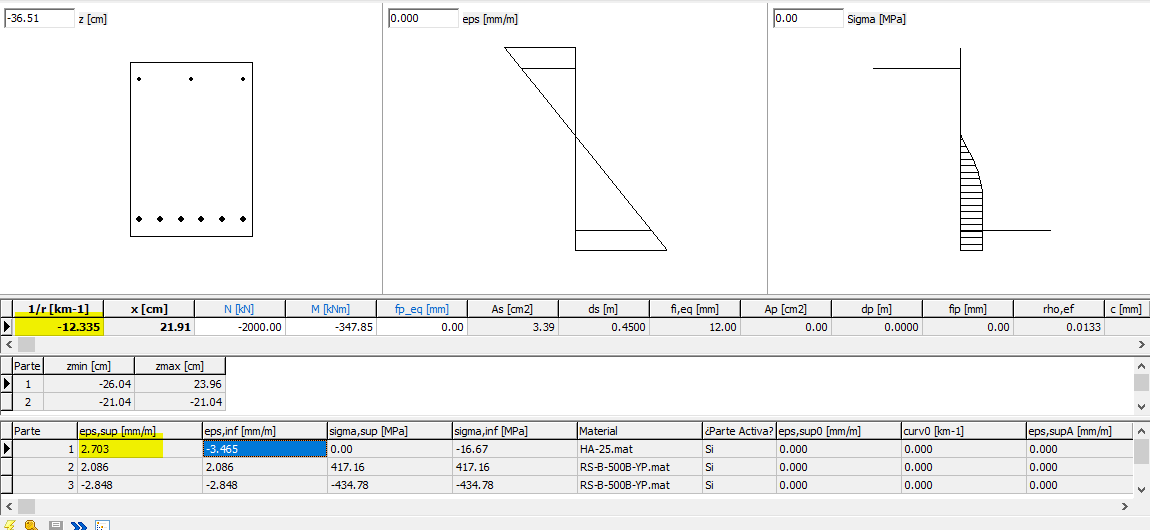 -36.51 z [cm] 0.000 eps [mm/m] 0.00 Sigma [MPa]
1/r [km-1] x [cm] N [kN] M [kNm] fp_eq [mm] As [cm2] ds [m] fi,eq [mm] Ap [cm2] dp [m] fip [mm] rho,ef c [mm]
-12.335 21.91 -2000.00 -347.85 0.00 3.39 0.4500 12.00 0.00 0.0000 0.00 0.0133
Parte zmin [cm] zmax [cm]
1 -26.04 23.96
2 -21.04 -21.04
Parte eps,sup [mm/m] eps,inf [mm/m] sigma,sup [MPa] sigma,inf [MPa] Material ¿Parte Activa? eps,sup0 [mm/m] curv0 [km-1] eps,supA [mm/m]
1 2.703 -3.465 0.00 -16.67 HA-25.mat Si 0.000 0.000 0.000
2 2.086 2.086 417.16 417.16 RS-B-500B-YP.mat Si 0.000 0.000 0.000
3 -2.848 -2.848 -434.78 -434.78 RS-B-500B-YP.mat Si 0.000 0.000 0.000